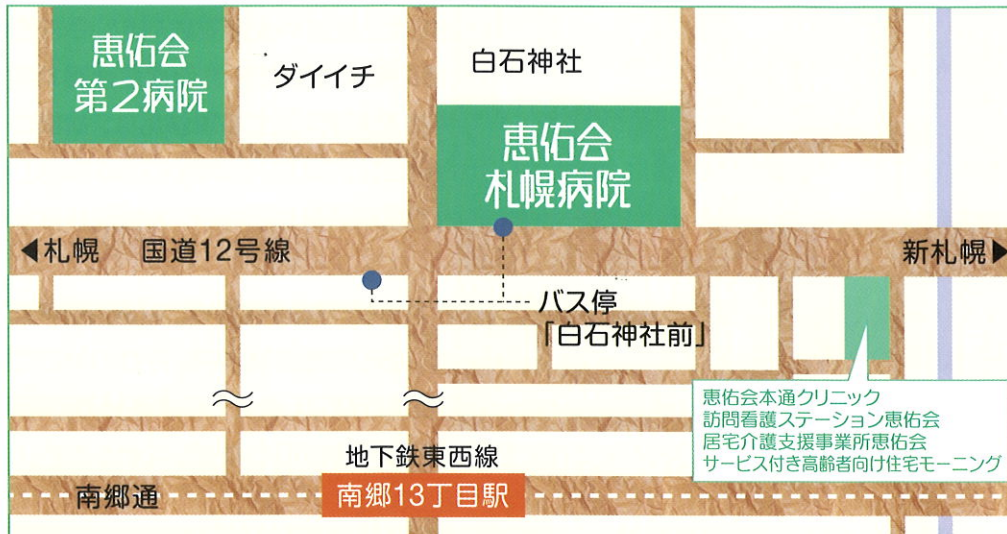 恵佑会
第2病院
ダイイチ
白石神社
恵佑会
札幌病院
◀札幌 国道12号線
新札幌▶
バス停
「白石神社前」
恵佑会本通クリニック
訪問看護ステーション恵佑会
居宅介護支援事業所恵佑会
サービス付き高齢者向け住宅モーニング
地下鉄東西線
南郷13丁目駅
南郷通